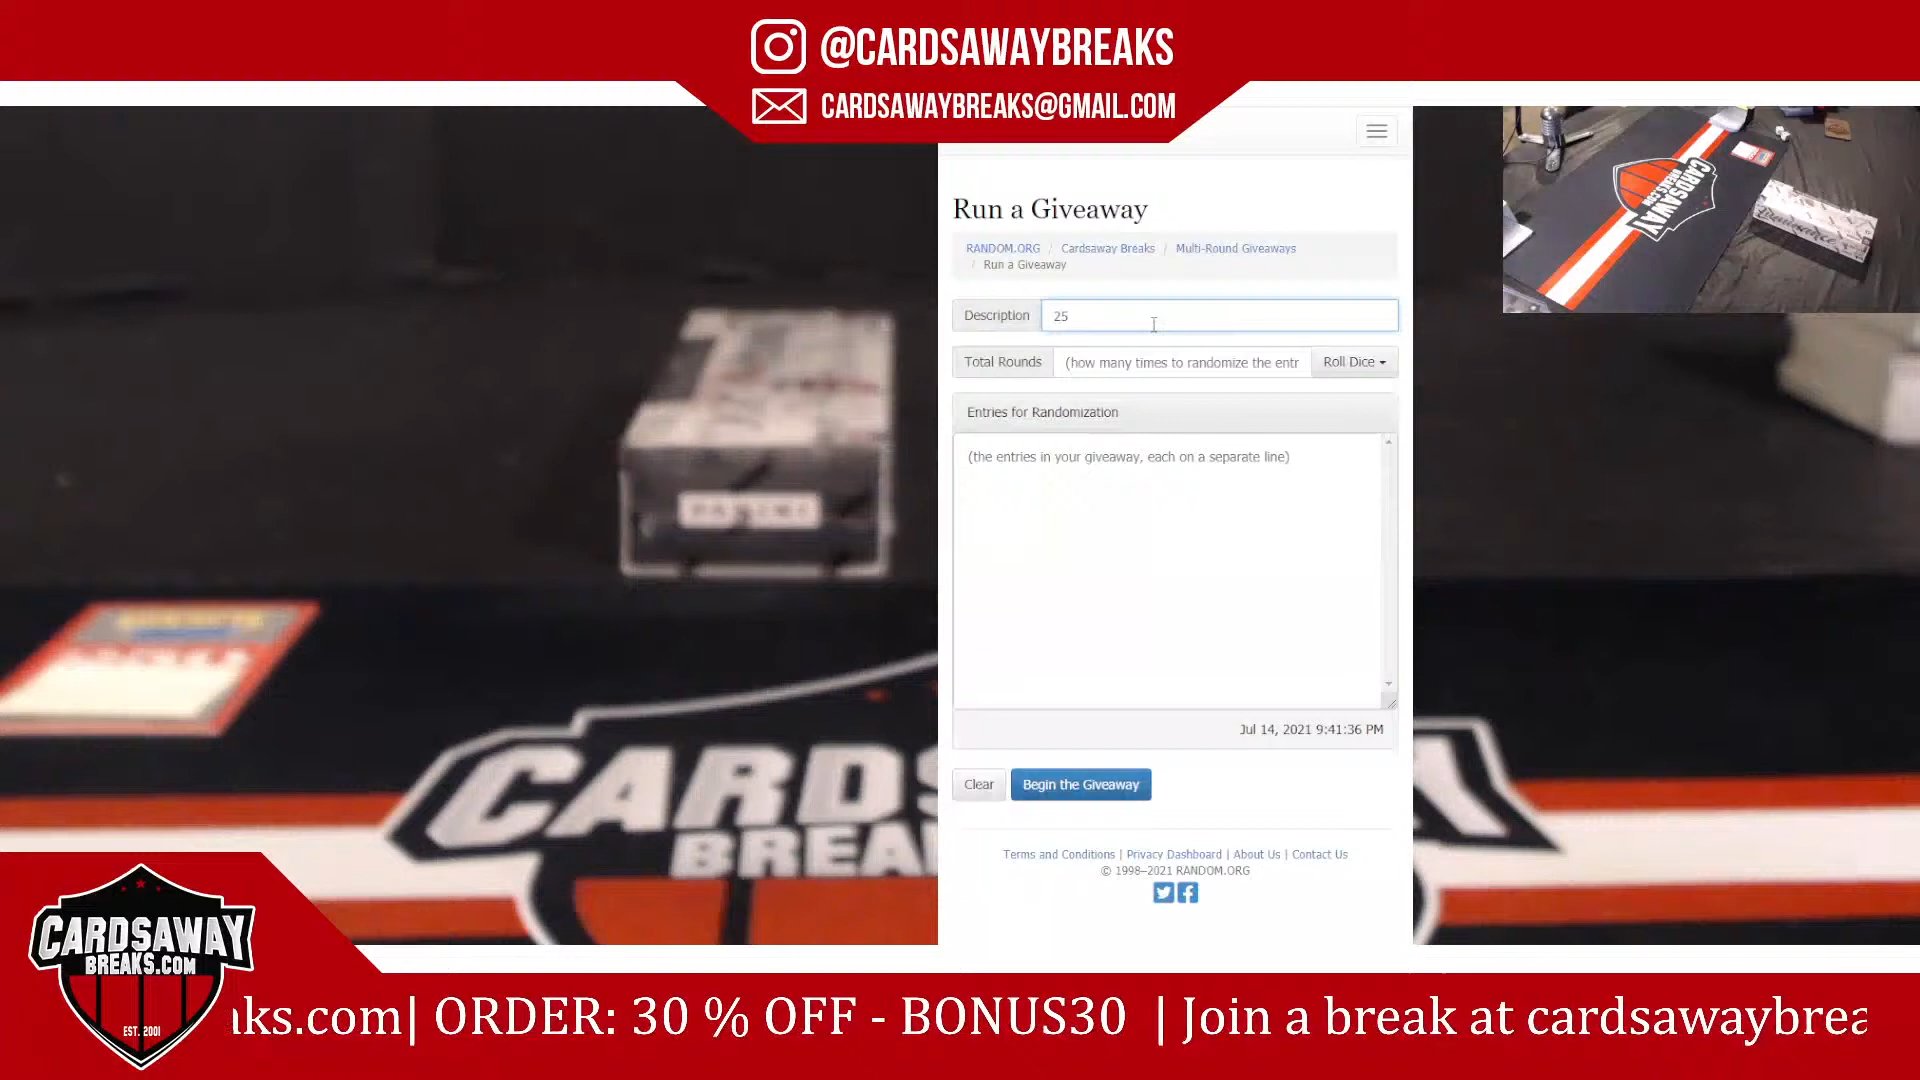 @CARDSAWAYBREAKS
CARDSAWAYBREAKS@GMAIL.COM
Run a Giveaway
RANDOM.ORG / Cardsaway Breaks / Multi-Round Giveaways
/ Run a Giveaway
Description 25
Total Rounds (how many times to randomize the entr Roll Dice
Entries for Randomization
(the entries in your giveaway, each on a separate line)
Jul 14, 2021 9:41:36 PM
Clear Begin the Giveaway
Terms and Conditions | Privacy Dashboard | About Us | Contact Us
© 1998–2021 RANDOM.ORG
CARDSAWAY
BREAKS
PANINI
CARDS
BREA
A
CARDSAWAY
BREAKS.COM
EST. 2001
aks.com| ORDER: 30 % OFF - BONUS30 | Join a break at cardsawaybrea